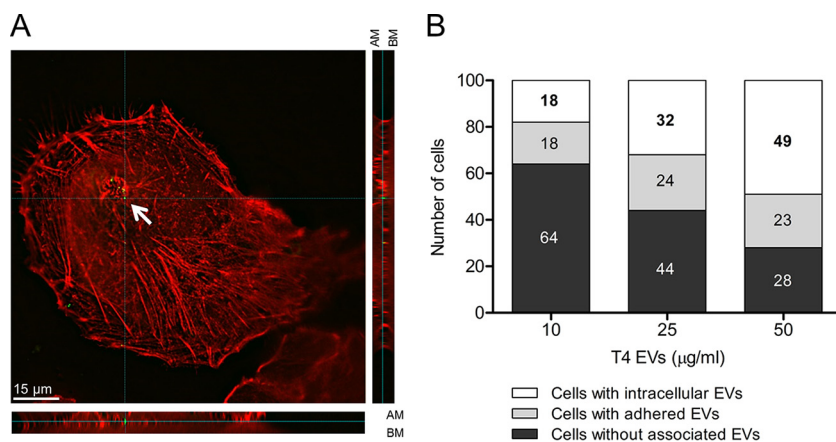 A
AM
BM
15 μm
AM
BM
B
Number of cells
100
80
60
40
20
0
18
18
64
32
24
44
49
23
28
10
25
50
T4 EVs (μg/ml)
Cells with intracellular EVs
Cells with adhered EVs
Cells without associated EVs